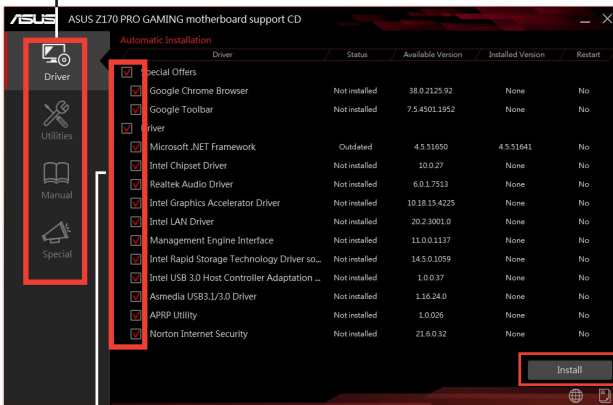 ASUS ASUS Z170 PRO GAMING motherboard support CD
Automatic Installation
Driver Status Available Version Installed Version Restart
Special Offers
Google Chrome Browser Not installed 38.0.2125.92 None No
Google Toolbar Not installed 7.5.4501.1952 None No
Driver
Microsoft .NET Framework Outdated 4.5.51650 4.5.51641 No
Intel Chipset Driver Not installed 10.0.27 None No
Realtek Audio Driver Not installed 6.0.1.7513 None No
Intel Graphics Accelerator Driver Not installed 10.18.15.4225 None No
Intel LAN Driver Not installed 20.2.3001.0 None No
Management Engine Interface Not installed 11.0.0.1137 None No
Intel Rapid Storage Technology Driver so... Not installed 14.5.0.1059 None No
Intel USB 3.0 Host Controller Adaptation ... Not installed 1.0.0.37 None No
Asmedia USB3.1/3.0 Driver Not installed 1.16.24.0 None No
APRP Utility Not installed 1.0.026 None No
Norton Internet Security Not installed 21.6.0.32 None No
Driver
Utilities
Manual
Special
Install